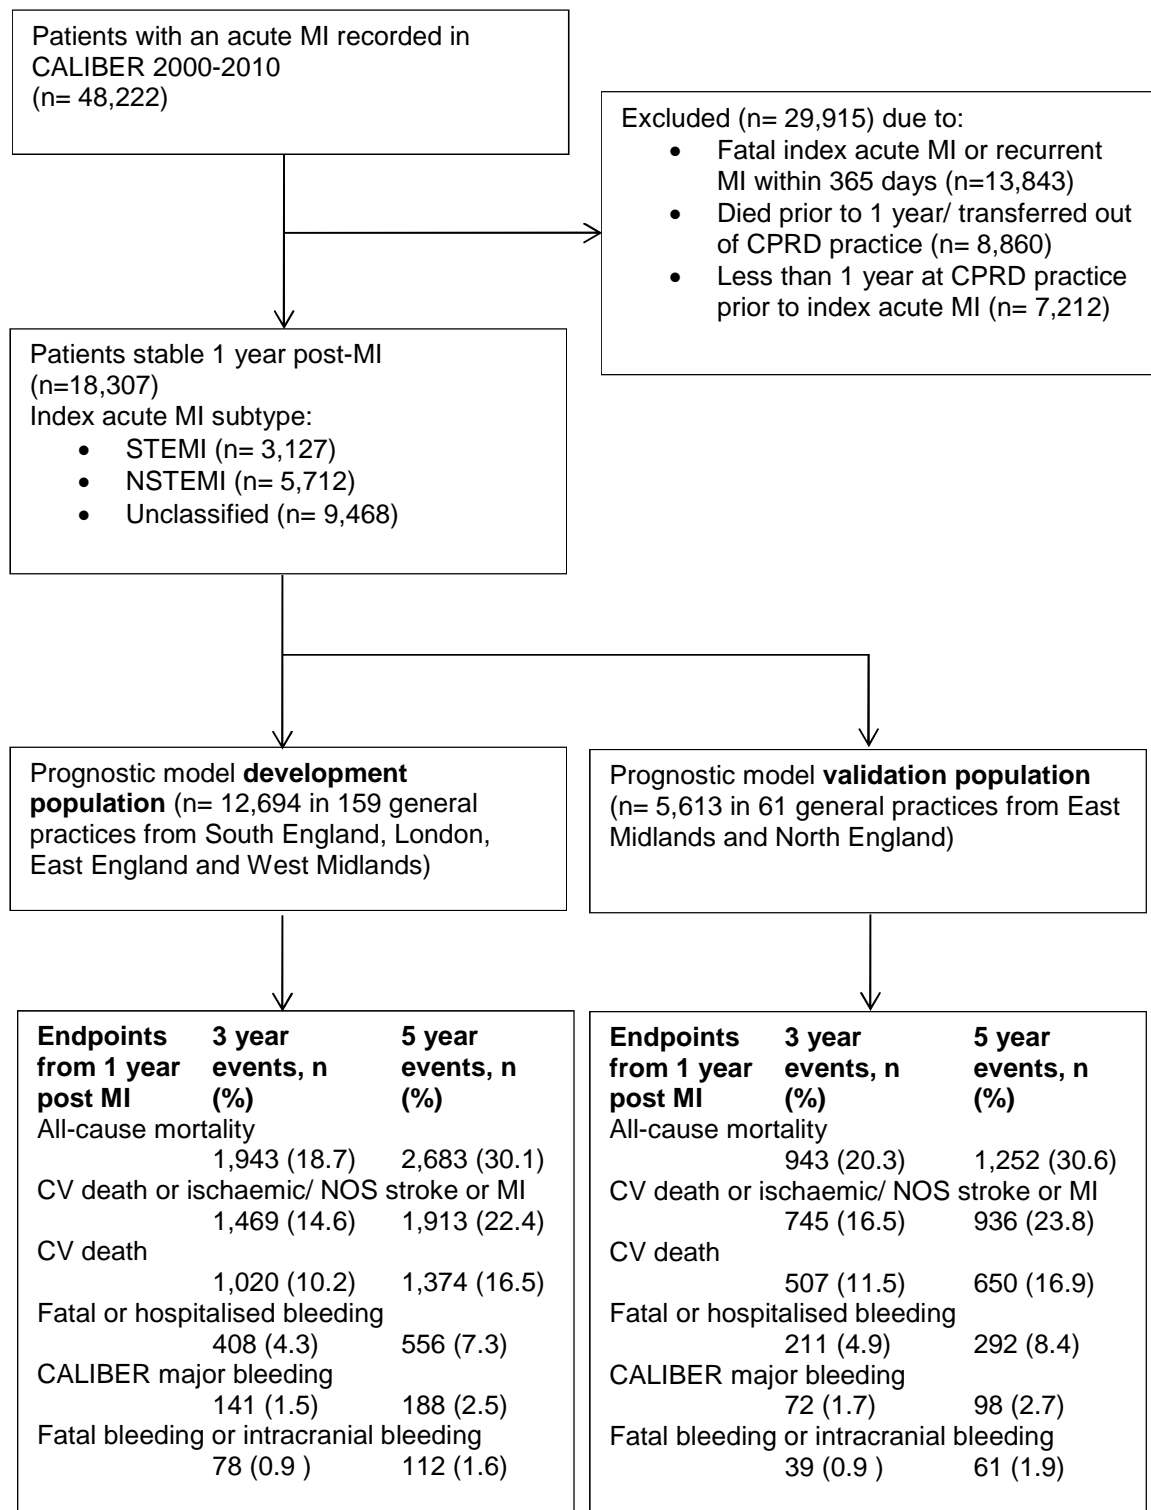 Patients with an acute MI recorded in
CALIBER 2000-2010
(n= 48,222)
Excluded (n= 29,915) due to:
• Fatal index acute MI or recurrent
MI within 365 days (n=13,843)
• Died prior to 1 year/ transferred out
of CPRD practice (n= 8,860)
• Less than 1 year at CPRD practice
prior to index acute MI (n= 7,212)
Patients stable 1 year post-MI
(n=18,307)
Index acute MI subtype:
• STEMI (n= 3,127)
• NSTEMI (n= 5,712)
• Unclassified (n= 9,468)
Prognostic model development
population (n= 12,694 in 159 general
practices from South England, London,
East England and West Midlands)
Prognostic model validation population
(n= 5,613 in 61 general practices from East
Midlands and North England)
Endpoints 3 year 5 year
from 1 year events, n events, n
post MI (%) (%)
All-cause mortality
1,943 (18.7) 2,683 (30.1)
CV death or ischaemic/ NOS stroke or MI
1,469 (14.6) 1,913 (22.4)
CV death
1,020 (10.2) 1,374 (16.5)
Fatal or hospitalised bleeding
408 (4.3) 556 (7.3)
CALIBER major bleeding
141 (1.5) 188 (2.5)
Fatal bleeding or intracranial bleeding
78 (0.9 ) 112 (1.6)
Endpoints 3 year 5 year
from 1 year events, n events, n
post MI (%) (%)
All-cause mortality
943 (20.3) 1,252 (30.6)
CV death or ischaemic/ NOS stroke or MI
745 (16.5) 936 (23.8)
CV death
507 (11.5) 650 (16.9)
Fatal or hospitalised bleeding
211 (4.9) 292 (8.4)
CALIBER major bleeding
72 (1.7) 98 (2.7)
Fatal bleeding or intracranial bleeding
39 (0.9 ) 61 (1.9)